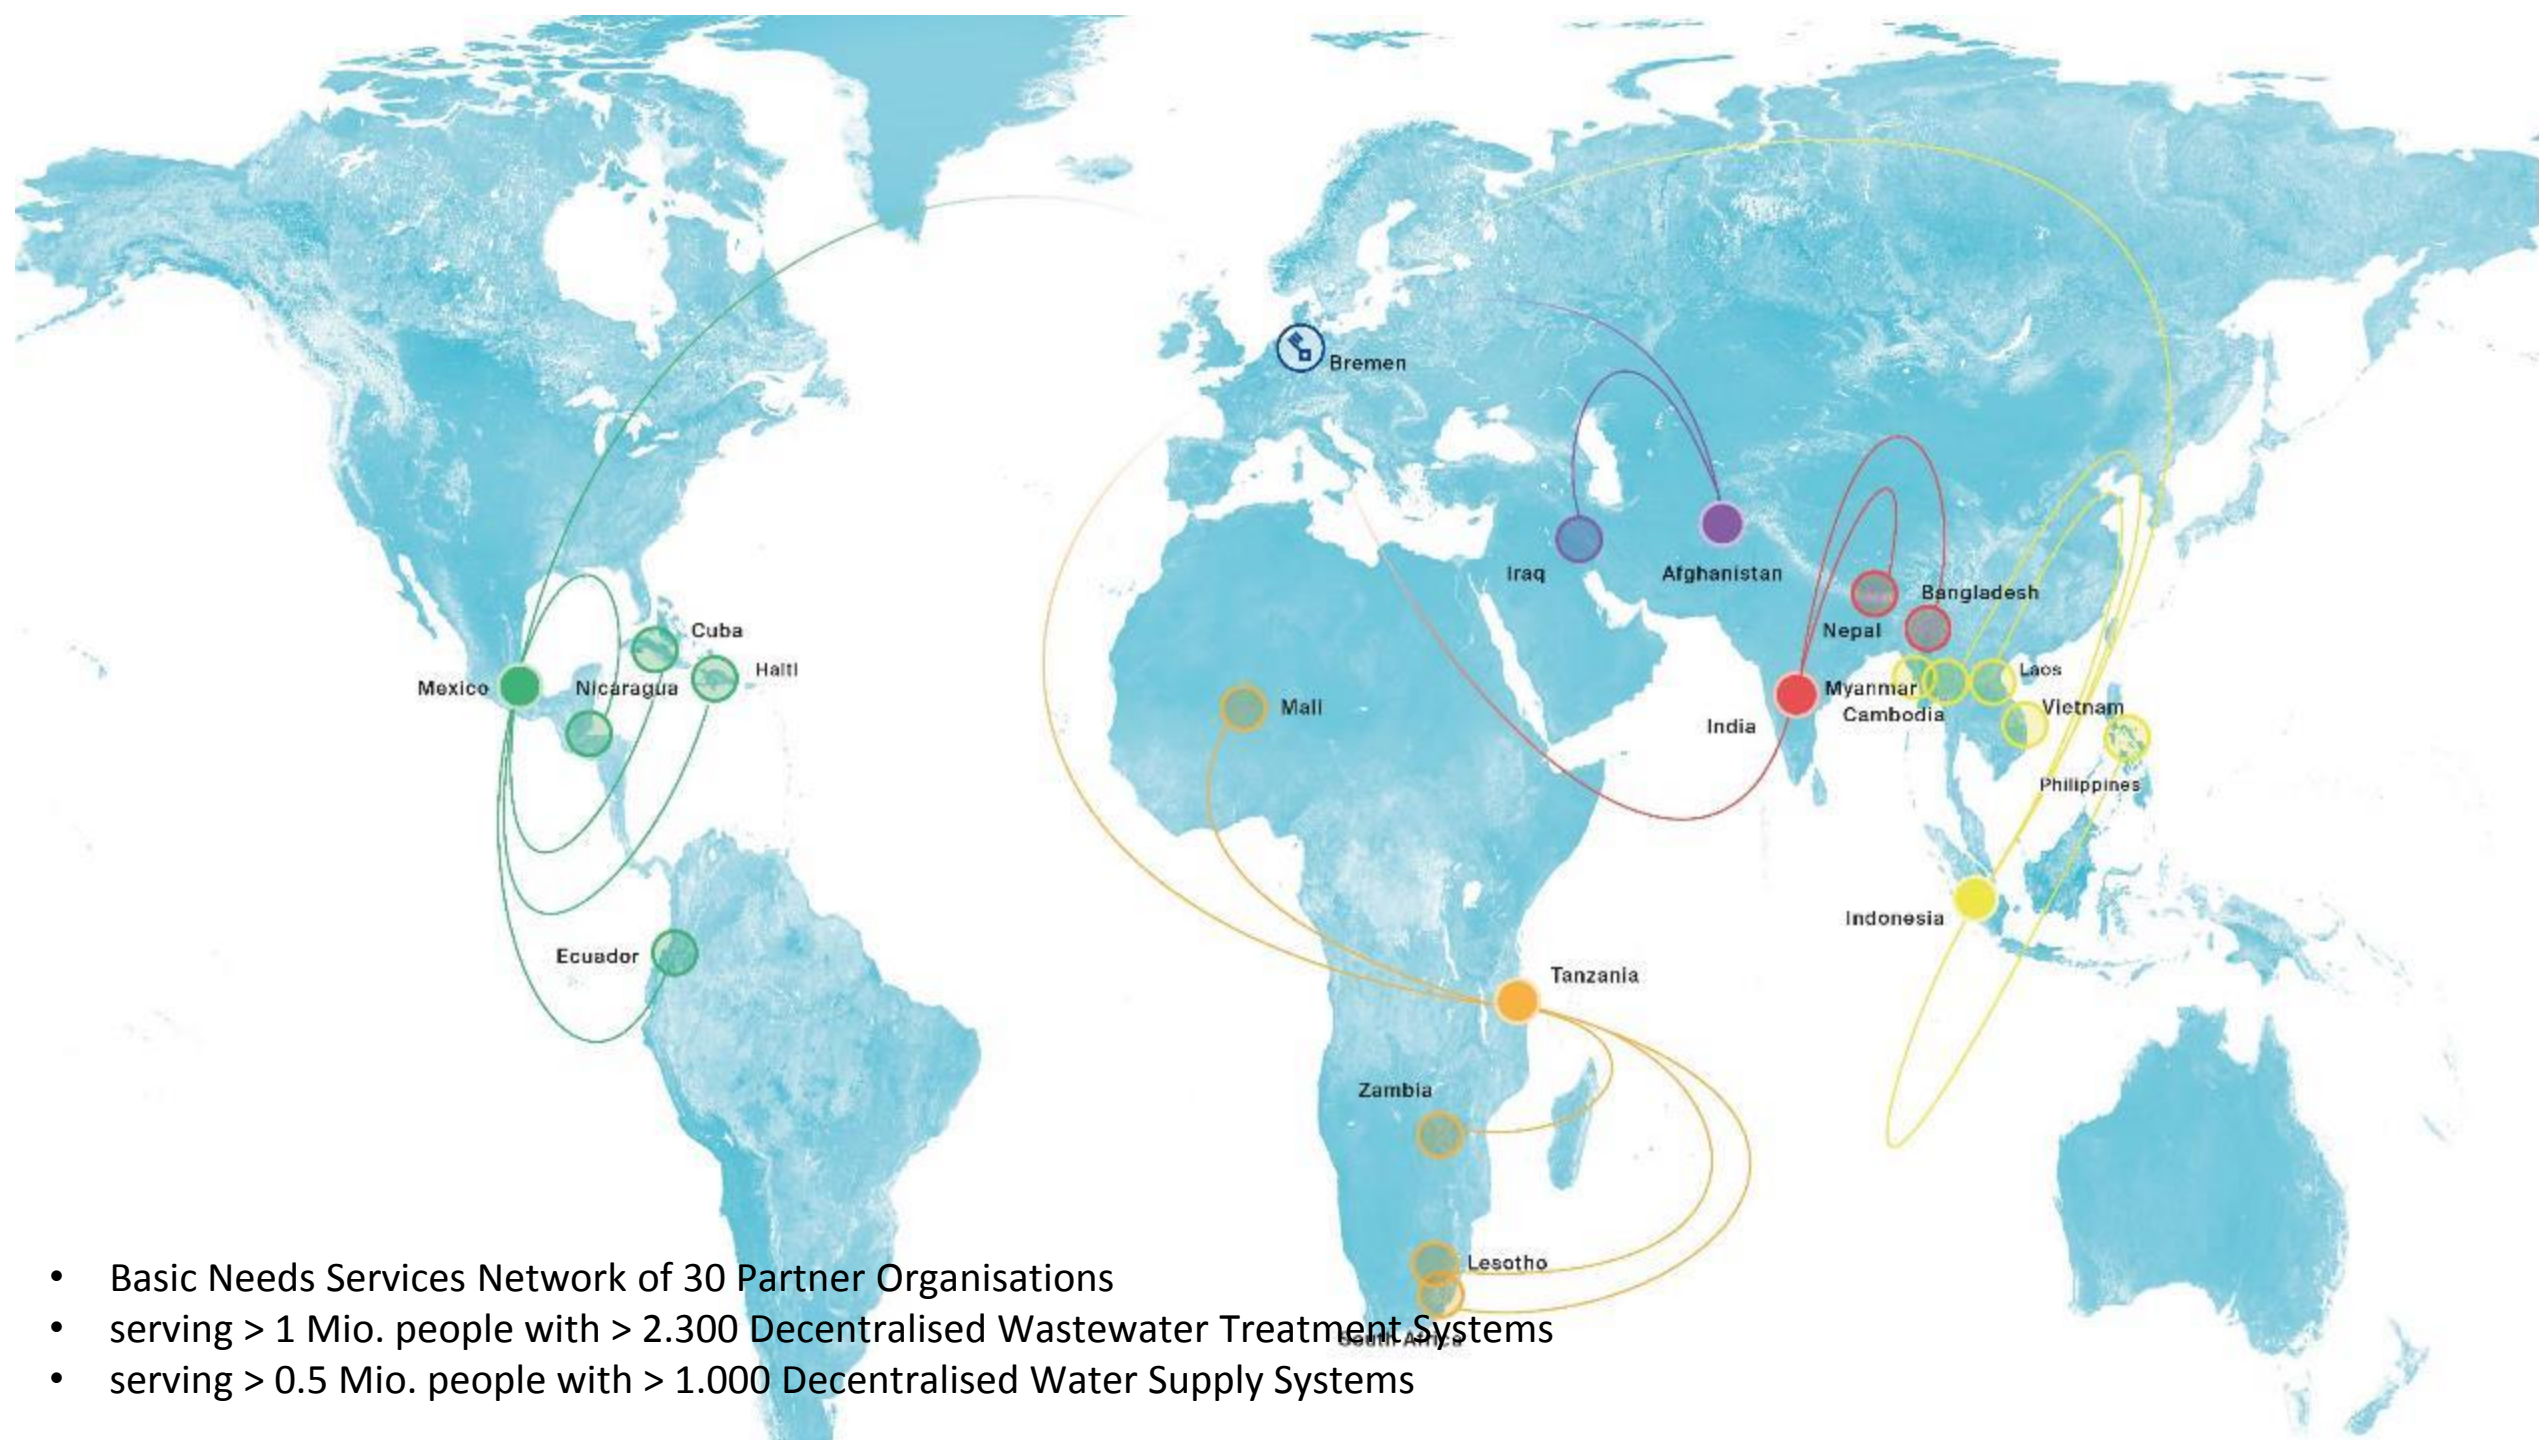 Bremen
Iraq
Afghanistan
Bangladesh
Nepal
Cuba
Haiti
Mexico
Nicaragua
Laos
Myanmar
Mali
Vietnam
Cambodia
India
Philippines
Indonesia
Ecuador
Tanzania
Zambia
Lesotho
• Basic Needs Services Network of 30 Partner Organisations
• serving > 1 Mio. people with > 2.300 Decentralised Wastewater Treatment Systems
South Africa
• serving > 0.5 Mio. people with > 1.000 Decentralised Water Supply Systems